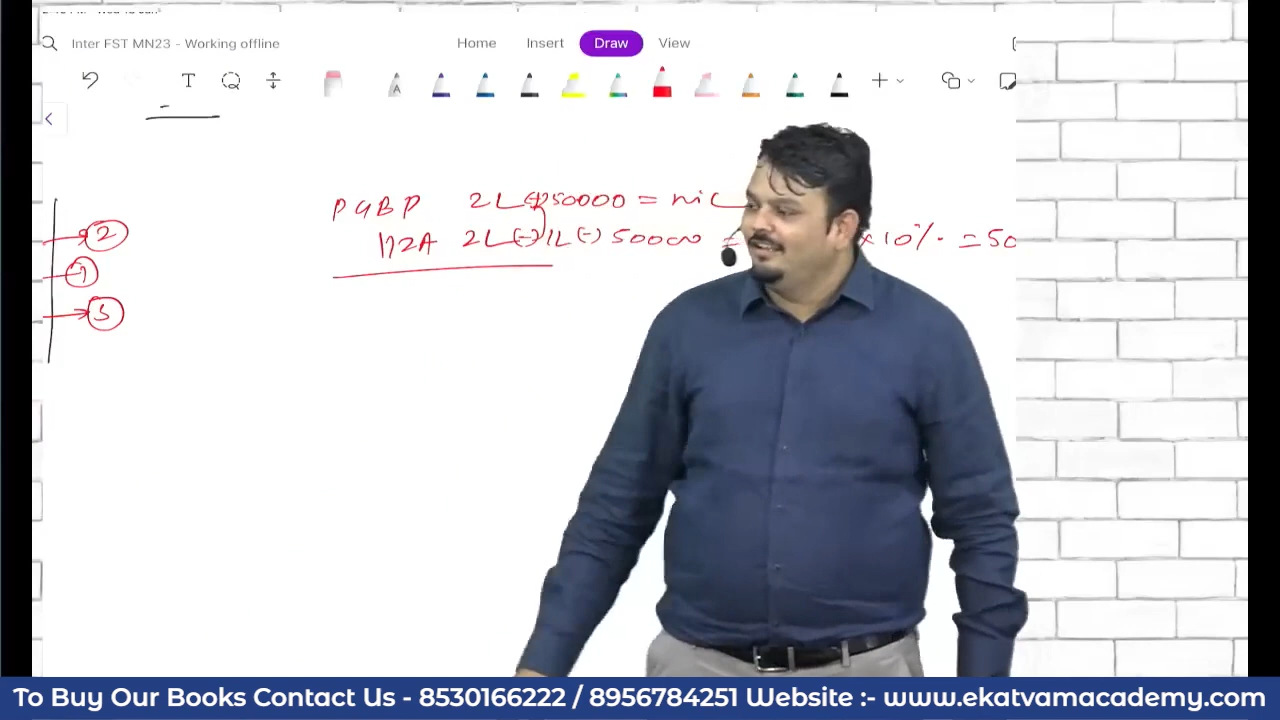 Inter FST MN23 - Working offline
Home Insert Draw View
T
A
2
1
3
PGBP 2L (-) 50000 = nil
112A 2L (-) 1L (-) 50000 = × 10% = 50
To Buy Our Books Contact Us - 8530166222 / 8956784251 Website :- www.ekatvamacademy.com